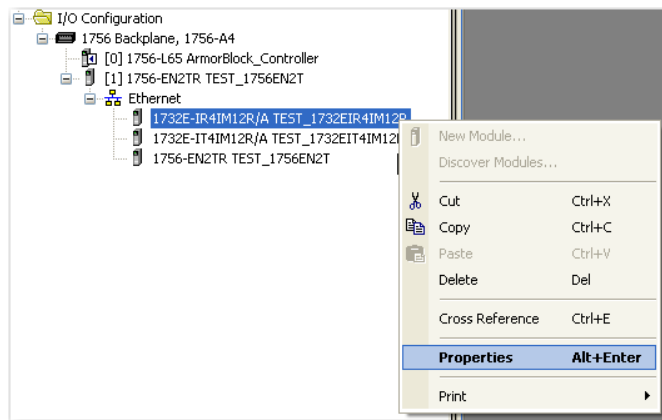 I/O Configuration
1756 Backplane, 1756-A4
[0] 1756-L65 ArmorBlock_Controller
[1] 1756-EN2TR TEST_1756EN2T
Ethernet
1732E-IR4IM12R/A TEST_1732EIR4IM12R
1732E-IT4IM12R/A TEST_1732EIT4IM12
1756-EN2TR TEST_1756EN2T
New Module...
Discover Modules...
Cut Ctrl+X
Copy Ctrl+C
Paste Ctrl+V
Delete Del
Cross Reference Ctrl+E
Properties Alt+Enter
Print